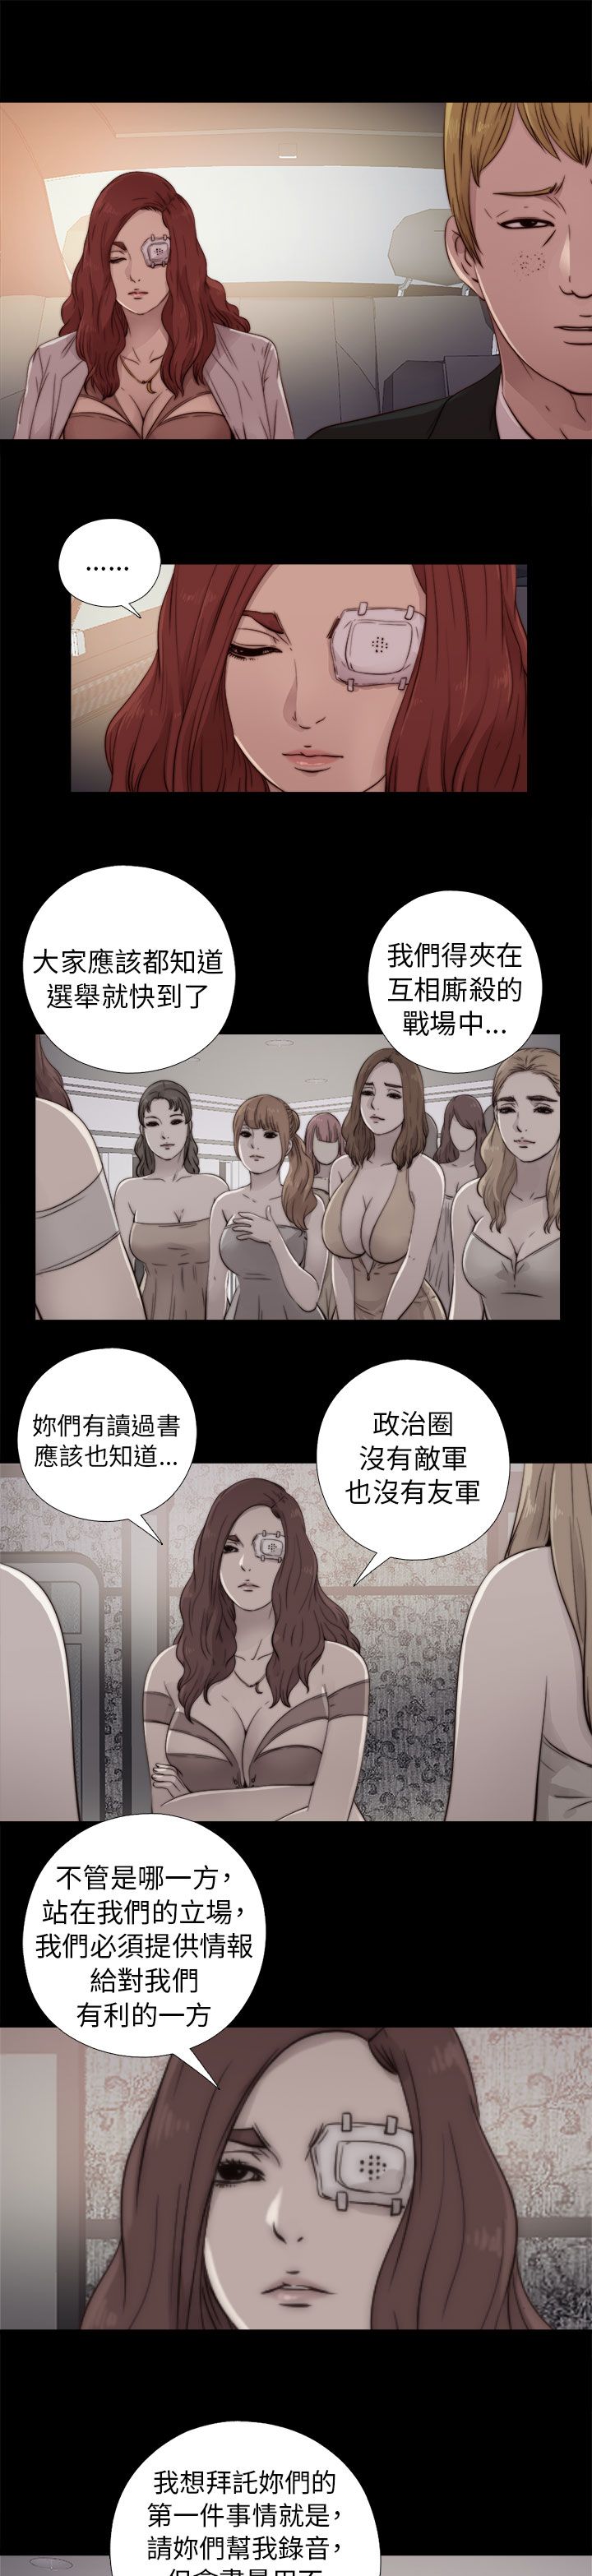 ......
大家應該都知道
選舉就快到了
我們得夾在
互相廝殺的
戰場中...
妳們有讀過書
應該也知道...
政治圈
沒有敵軍
也沒有友軍
不管是哪一方，
站在我們的立場，
我們必須提供情報
給對我們
有利的一方
我想拜託妳們的
第一件事情就是，
請妳們幫我錄音，